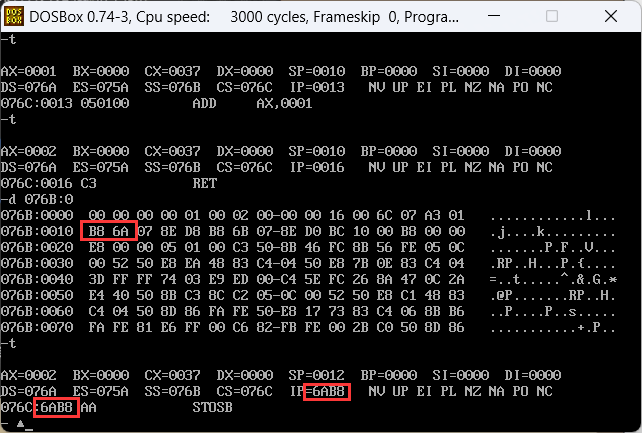 DOSBox 0.74-3, Cpu speed: 3000 cycles, Frameskip 0, Progra...
-t
AX=0001 BX=0000 CX=0037 DX=0000 SP=0010 BP=0000 SI=0000 DI=0000
DS=076A ES=075A SS=076B CS=076C IP=0013 NV UP EI PL NZ NA PO NC
076C:0013 050100 ADD AX,0001
-t
AX=0002 BX=0000 CX=0037 DX=0000 SP=0010 BP=0000 SI=0000 DI=0000
DS=076A ES=075A SS=076B CS=076C IP=0016 NV UP EI PL NZ NA PO NC
076C:0016 C3 RET
-d 076B:0
076B:0000 00 00 00 00 01 00 02 00-00 00 16 00 6C 07 A3 01 ............l...
076B:0010 B8 6A 07 8E D8 B8 6B 07-8E D0 BC 10 00 B8 00 00 .j....k.........
076B:0020 E8 00 00 05 01 00 C3 50-8B 46 FC 8B 56 FE 05 0C .......P.F..V...
076B:0030 00 52 50 E8 EA 48 83 C4-04 50 E8 7B 0E 83 C4 04 .RP..H...P.{....
076B:0040 3D FF FF 74 03 E9 ED 00-C4 5E FC 26 8A 47 0C 2A =..t.....^.&.G.*
076B:0050 E4 40 50 8B C3 8C C2 05-0C 00 52 50 E8 C1 48 83 .@P.......RP..H.
076B:0060 C4 04 50 8D 86 FA FE 50-E8 17 73 83 C4 06 8B B6 ..P....P..s.....
076B:0070 FA FE 81 E6 FF 00 C6 82-FB FE 00 2B C0 50 8D 86 ...........+.P..
-t
AX=0002 BX=0000 CX=0037 DX=0000 SP=0012 BP=0000 SI=0000 DI=0000
DS=076A ES=075A SS=076B CS=076C IP=6AB8 NV UP EI PL NZ NA PO NC
076C:6AB8 AA STOSB
-